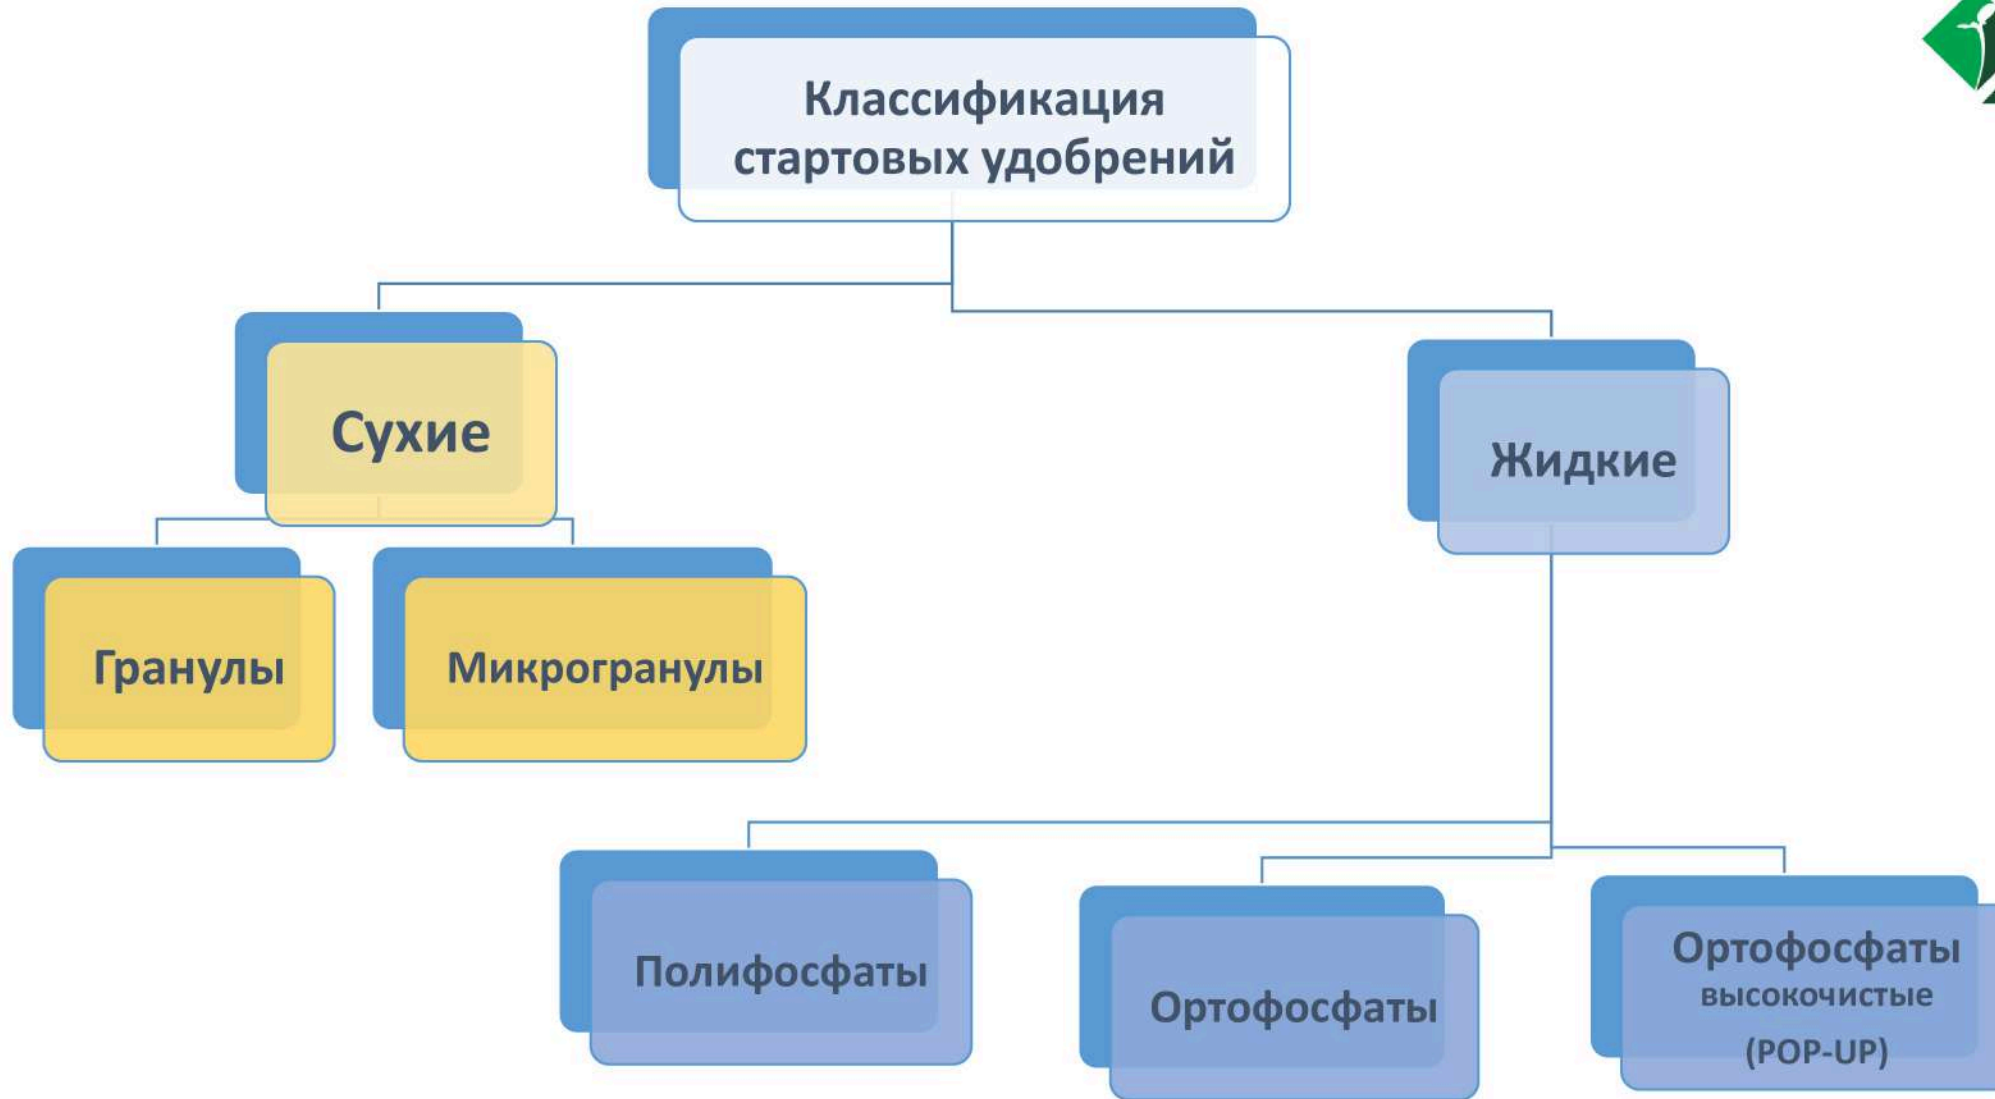 Классификация
стартовых удобрений
Сухие
Жидкие
Гранулы
Микрогранулы
Полифосфаты
Ортофосфаты
Ортофосфаты
высокочистые
(POP-UP)